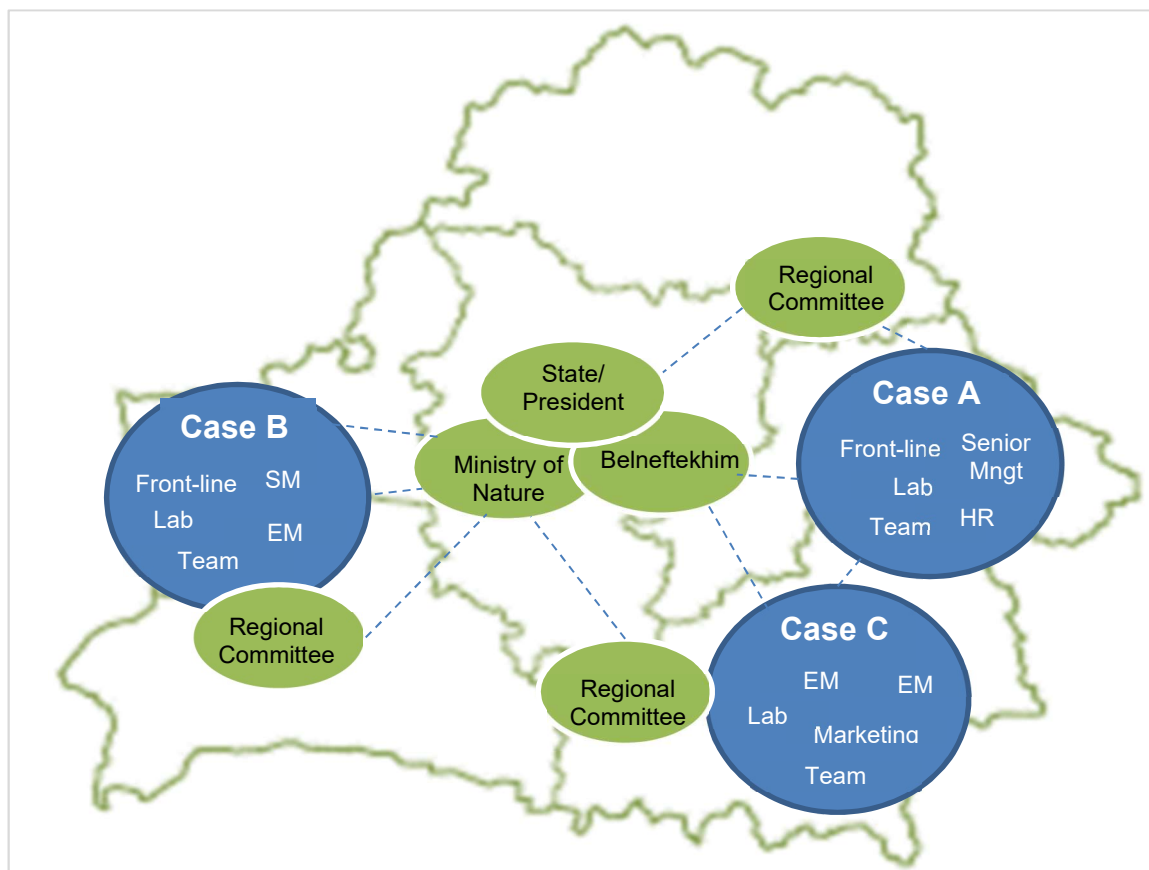 Regional
Committee
State/
President
Case A
Case B
Front-line
Senior
Mngt
Lab
Team
HR
Ministry of
Nature
Belneftekhim
Front-line
SM
Lab
EM
Team
Regional
Committee
Case C
EM
EM
Lab
Marketing
Team
Regional
Committee